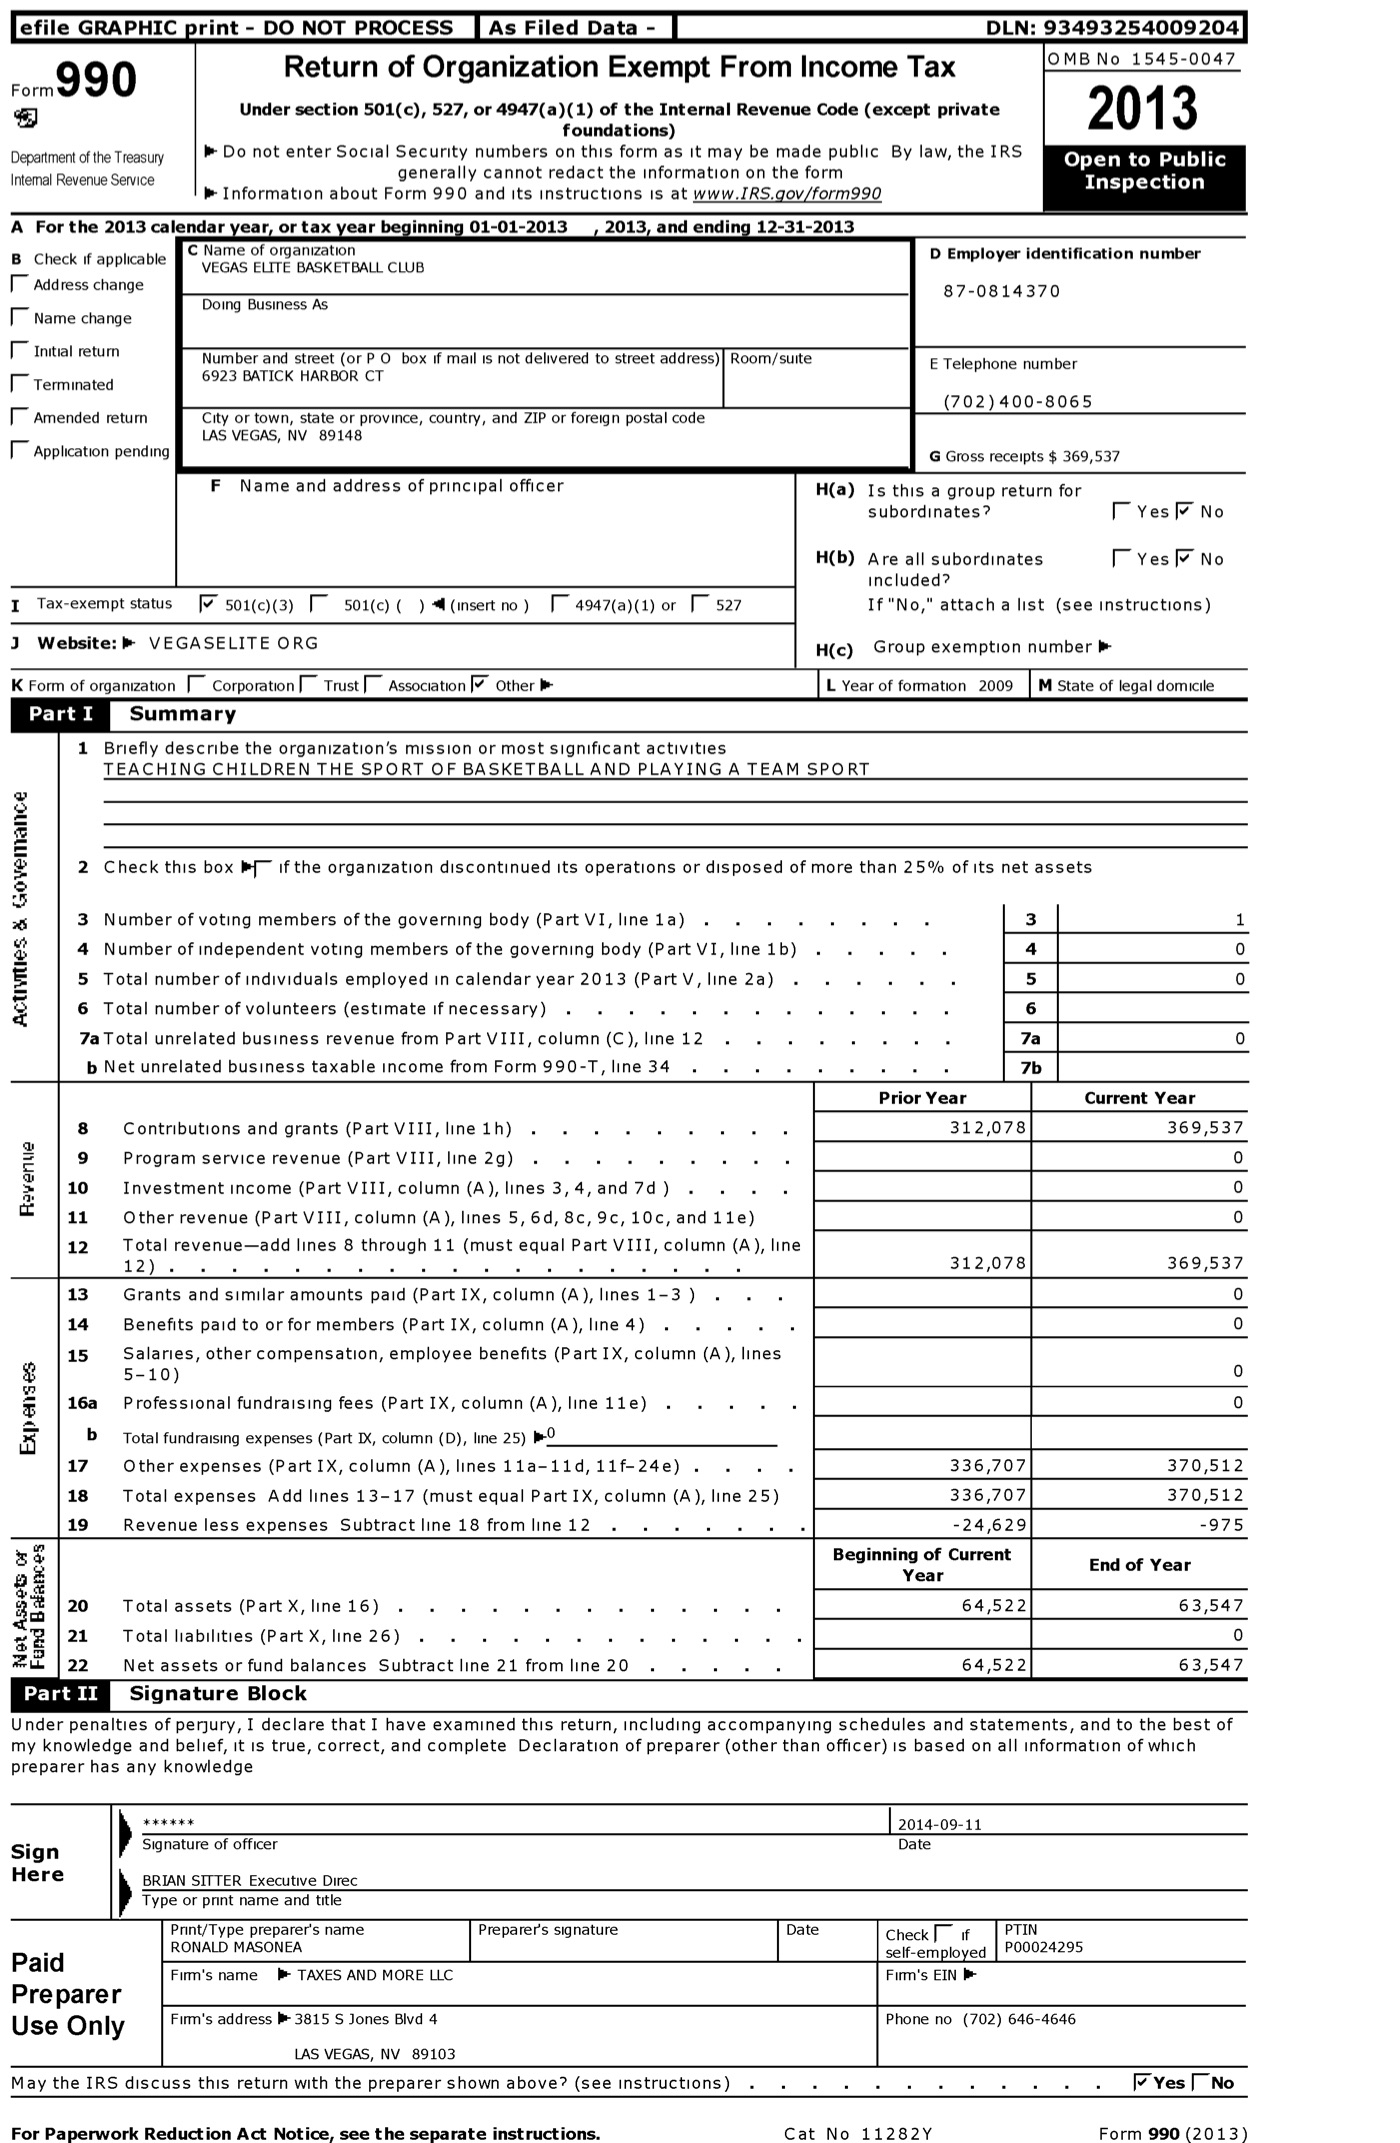 efile GRAPHIC print - DO NOT PROCESS As Filed Data - DLN: 93493254009204
Form 990
Department of the Treasury
Internal Revenue Service
Return of Organization Exempt From Income Tax
Under section 501(c), 527, or 4947(a)(1) of the Internal Revenue Code (except private
foundations)
Do not enter Social Security numbers on this form as it may be made public By law, the IRS
generally cannot redact the information on the form
Information about Form 990 and its instructions is at www.IRS.gov/form990
OMB No 1545-0047
2013
Open to Public
Inspection
A For the 2013 calendar year, or tax year beginning 01-01-2013 , 2013, and ending 12-31-2013
B Check if applicable
Address change
Name change
Initial return
Terminated
Amended return
Application pending
C Name of organization
VEGAS ELITE BASKETBALL CLUB
Doing Business As
Number and street (or P O box if mail is not delivered to street address) Room/suite
6923 BATICK HARBOR CT
City or town, state or province, country, and ZIP or foreign postal code
LAS VEGAS, NV 89148
D Employer identification number
87-0814370
E Telephone number
(702) 400-8065
G Gross receipts $ 369,537
F Name and address of principal officer
H(a) Is this a group return for
subordinates? Yes No
H(b) Are all subordinates Yes No
included?
If "No," attach a list (see instructions)
H(c) Group exemption number
I Tax-exempt status 501(c)(3) 501(c) ( ) (insert no ) 4947(a)(1) or 527
J Website: VEGASELITE ORG
K Form of organization Corporation Trust Association Other
L Year of formation 2009 M State of legal domicile
Part I Summary
Activities & Governance
1 Briefly describe the organization's mission or most significant activities
TEACHING CHILDREN THE SPORT OF BASKETBALL AND PLAYING A TEAM SPORT
2 Check this box if the organization discontinued its operations or disposed of more than 25% of its net assets
3 Number of voting members of the governing body (Part VI, line 1a) . . . . . . . . 3 1
4 Number of independent voting members of the governing body (Part VI, line 1b) . . . . . 4 0
5 Total number of individuals employed in calendar year 2013 (Part V, line 2a) . . . . . . 5 0
6 Total number of volunteers (estimate if necessary) . . . . . . . . . . . . . 6
7a Total unrelated business revenue from Part VIII, column (C), line 12 . . . . . . . . 7a 0
b Net unrelated business taxable income from Form 990-T, line 34 . . . . . . . . . 7b
Prior Year Current Year
Revenue
8 Contributions and grants (Part VIII, line 1h) . . . . . . . . . 312,078 369,537
9 Program service revenue (Part VIII, line 2g) . . . . . . . . . 0
10 Investment income (Part VIII, column (A), lines 3, 4, and 7d ) . . . . 0
11 Other revenue (Part VIII, column (A), lines 5, 6d, 8c, 9c, 10c, and 11e) 0
12 Total revenue—add lines 8 through 11 (must equal Part VIII, column (A), line
12) . . . . . . . . . . . . . . . . . . . 312,078 369,537
Expenses
13 Grants and similar amounts paid (Part IX, column (A), lines 1-3 ) . . . 0
14 Benefits paid to or for members (Part IX, column (A), line 4) . . . . . 0
15 Salaries, other compensation, employee benefits (Part IX, column (A), lines
5-10) 0
16a Professional fundraising fees (Part IX, column (A), line 11e) . . . . . 0
b Total fundraising expenses (Part IX, column (D), line 25) 0
17 Other expenses (Part IX, column (A), lines 11a-11d, 11f-24e) . . . . 336,707 370,512
18 Total expenses Add lines 13-17 (must equal Part IX, column (A), line 25) 336,707 370,512
19 Revenue less expenses Subtract line 18 from line 12 . . . . . . . -24,629 -975
Net Assets or
Fund Balances
Beginning of Current
Year
End of Year
20 Total assets (Part X, line 16) . . . . . . . . . . . . . 64,522 63,547
21 Total liabilities (Part X, line 26) . . . . . . . . . . . . . 0
22 Net assets or fund balances Subtract line 21 from line 20 . . . . . 64,522 63,547
Part II Signature Block
Under penalties of perjury, I declare that I have examined this return, including accompanying schedules and statements, and to the best of
my knowledge and belief, it is true, correct, and complete Declaration of preparer (other than officer) is based on all information of which
preparer has any knowledge
Sign
Here
****** 2014-09-11
Signature of officer Date
BRIAN SITTER Executive Direc
Type or print name and title
Paid
Preparer
Use Only
Print/Type preparer's name
RONALD MASONEA
Preparer's signature
Date
Check if
self-employed
PTIN
P00024295
Firm's name TAXES AND MORE LLC
Firm's EIN
Firm's address 3815 S Jones Blvd 4
LAS VEGAS, NV 89103
Phone no (702) 646-4646
May the IRS discuss this return with the preparer shown above? (see instructions) . . . . . . . . . . . . Yes No
For Paperwork Reduction Act Notice, see the separate instructions. Cat No 11282Y Form 990 (2013)